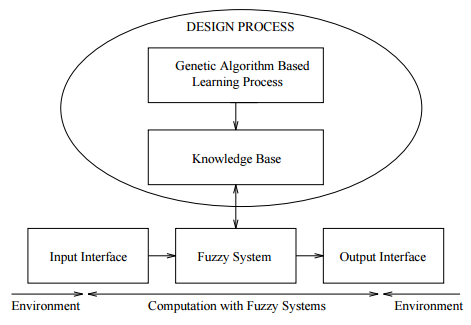 DESIGN PROCESS
Genetic Algorithm Based
Learning Process
Knowledge Base
Input Interface
Fuzzy System
Output Interface
Environment
Computation with Fuzzy Systems
Environment